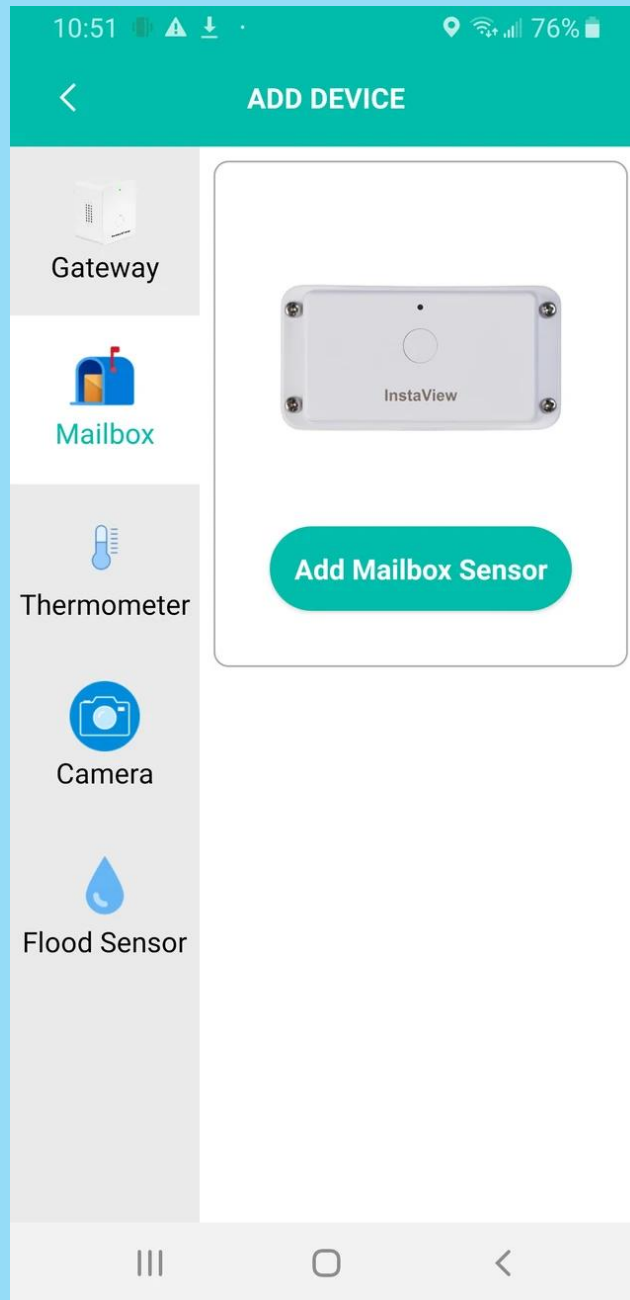 10:51
76%
ADD DEVICE
Gateway
Mailbox
Thermometer
Camera
Flood Sensor
InstaView
Add Mailbox Sensor